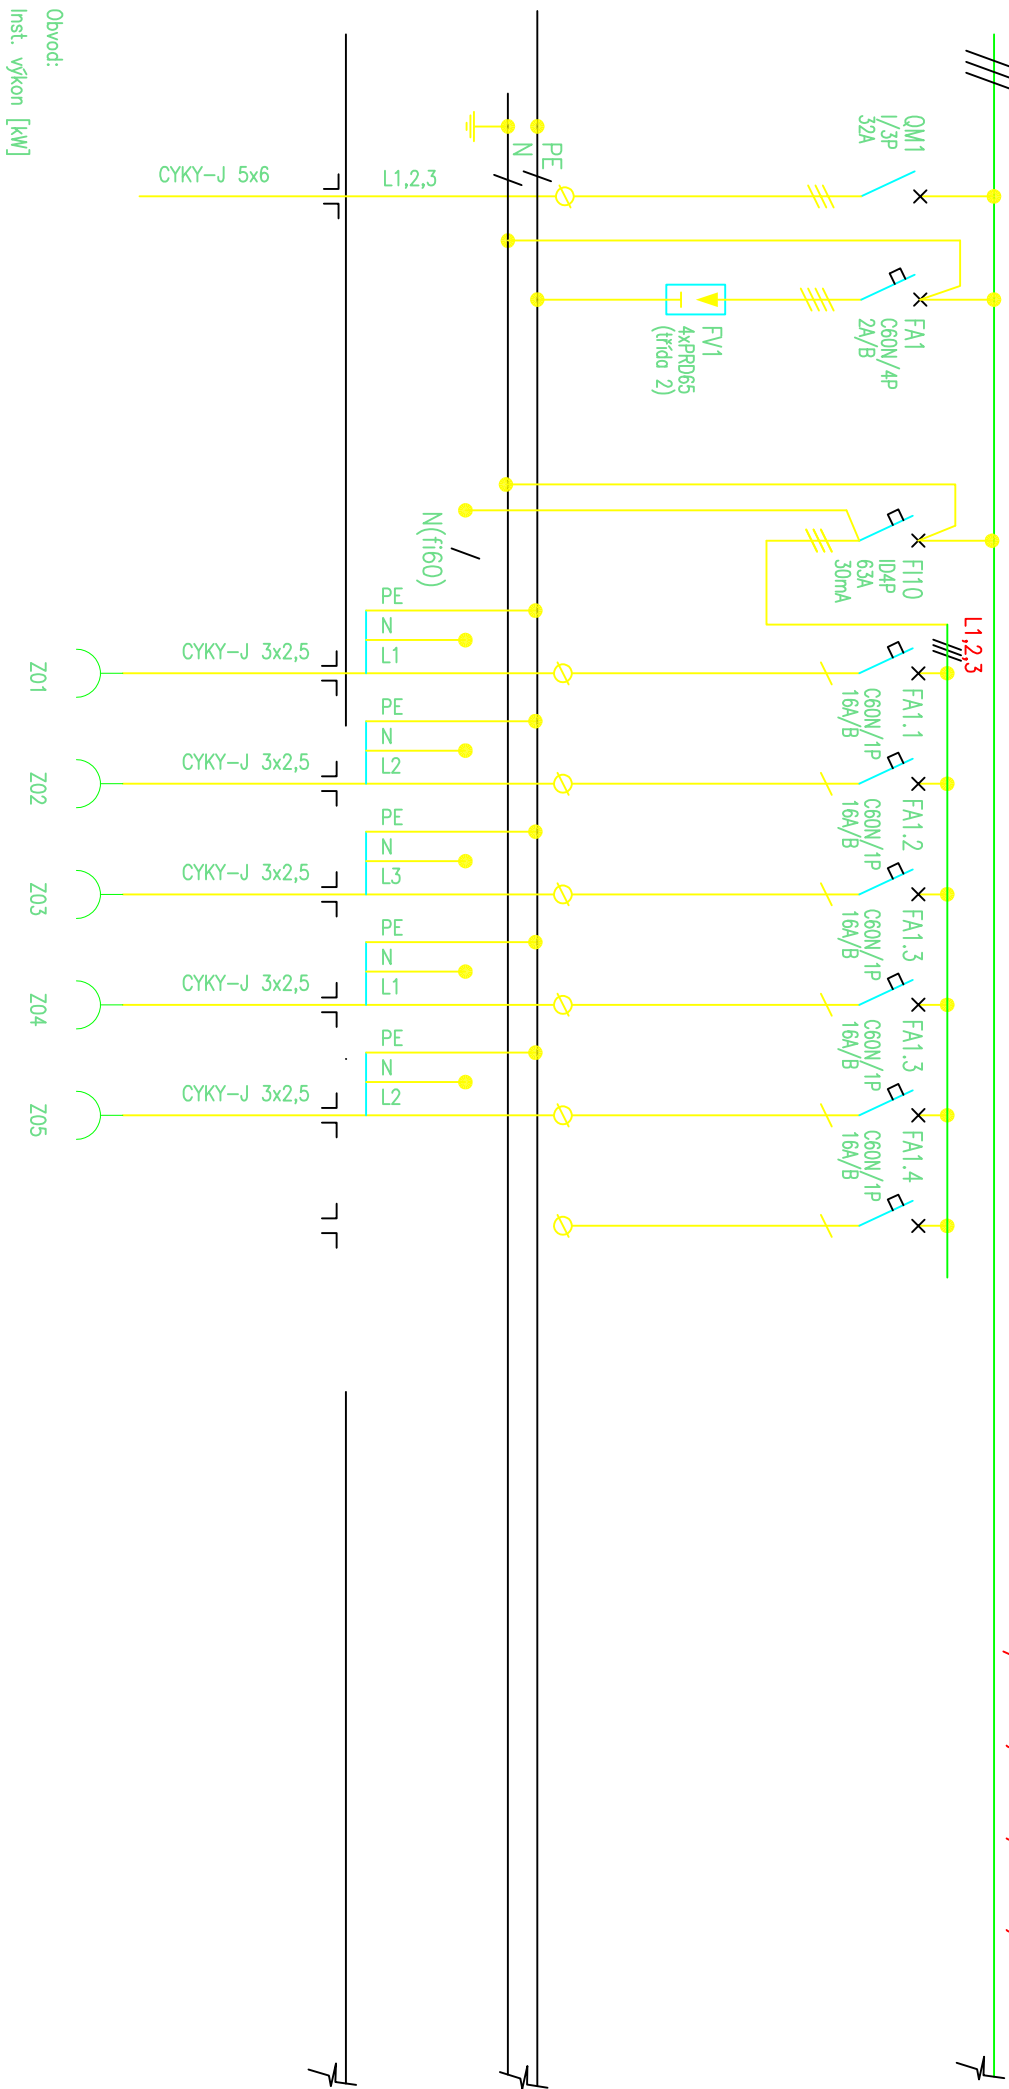 Obvod:
Inst. výkon [kW]
QM1
I/3P
32A
PE
N
L1,2,3
CYKY-J 5x6
FA1
C60N/4P
2A/B
FV1
4xPRD65
(třída 2)
FI10
ID4P
63A
30mA
N(fi60)
L1,2,3
PE
N
L1
CYKY-J 3x2,5
Z01
FA1.1
C60N/1P
16A/B
PE
N
L2
CYKY-J 3x2,5
Z02
FA1.2
C60N/1P
16A/B
PE
N
L3
CYKY-J 3x2,5
Z03
FA1.3
C60N/1P
16A/B
PE
N
L1
CYKY-J 3x2,5
Z04
FA1.3
C60N/1P
16A/B
PE
N
L2
CYKY-J 3x2,5
Z05
FA1.4
C60N/1P
16A/B